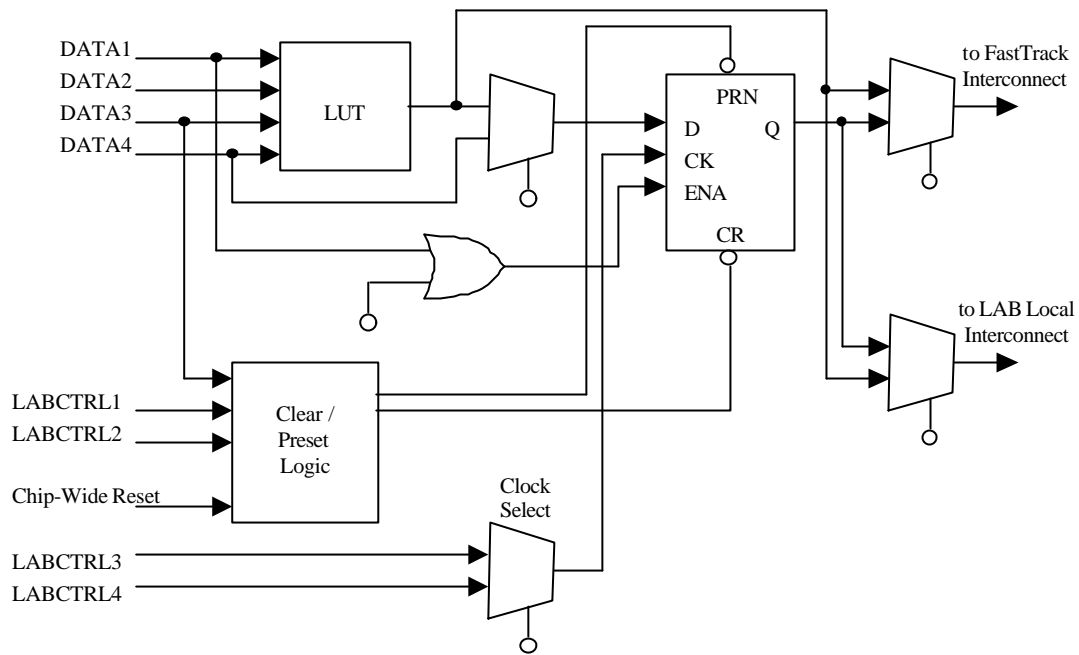 DATA1
DATA2
DATA3
DATA4
LUT
PRN
D
Q
CK
ENA
CR
to FastTrack
Interconnect
to LAB Local
Interconnect
LABCTRL1
LABCTRL2
Chip-Wide Reset
Clear /
Preset
Logic
Clock
Select
LABCTRL3
LABCTRL4